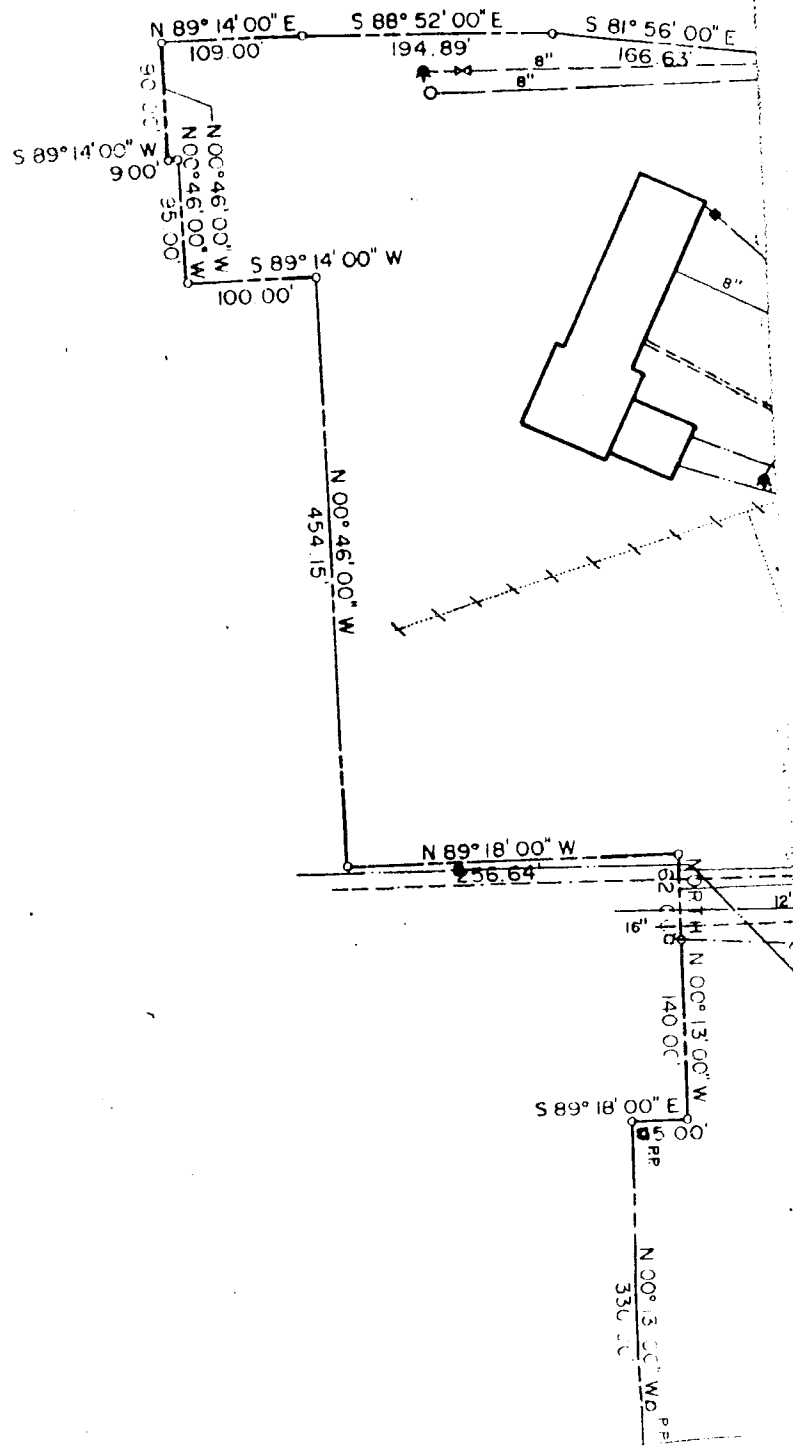 N 89° 14' 00" E
109.00'
S 88° 52' 00" E
194.89'
S 81° 56' 00" E
166.63'
8"
8"
S 89° 14' 00" W
9.00'
N 00° 46' 00" W
N 00° 46' 00" W
95.00'
S 89° 14' 00" W
100.00'
8"
N 00° 46' 00" W
454.15'
N 89° 18' 00" W
256.64'
NORTH
12'
16"
N 00° 13' 00" W
140.00'
S 89° 18' 00" E
P.P.
N 00° 13' 00" W
P.P.